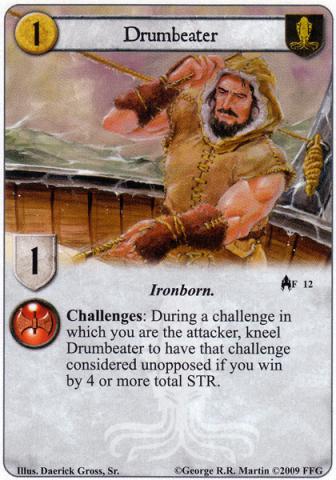 1
Drumbeater
1
Ironborn.
F 12
Challenges: During a challenge in
which you are the attacker, kneel
Drumbeater to have that challenge
considered unopposed if you win
by 4 or more total STR.
Illus. Daerick Gross, Sr.
©George R.R. Martin ©2009 FFG